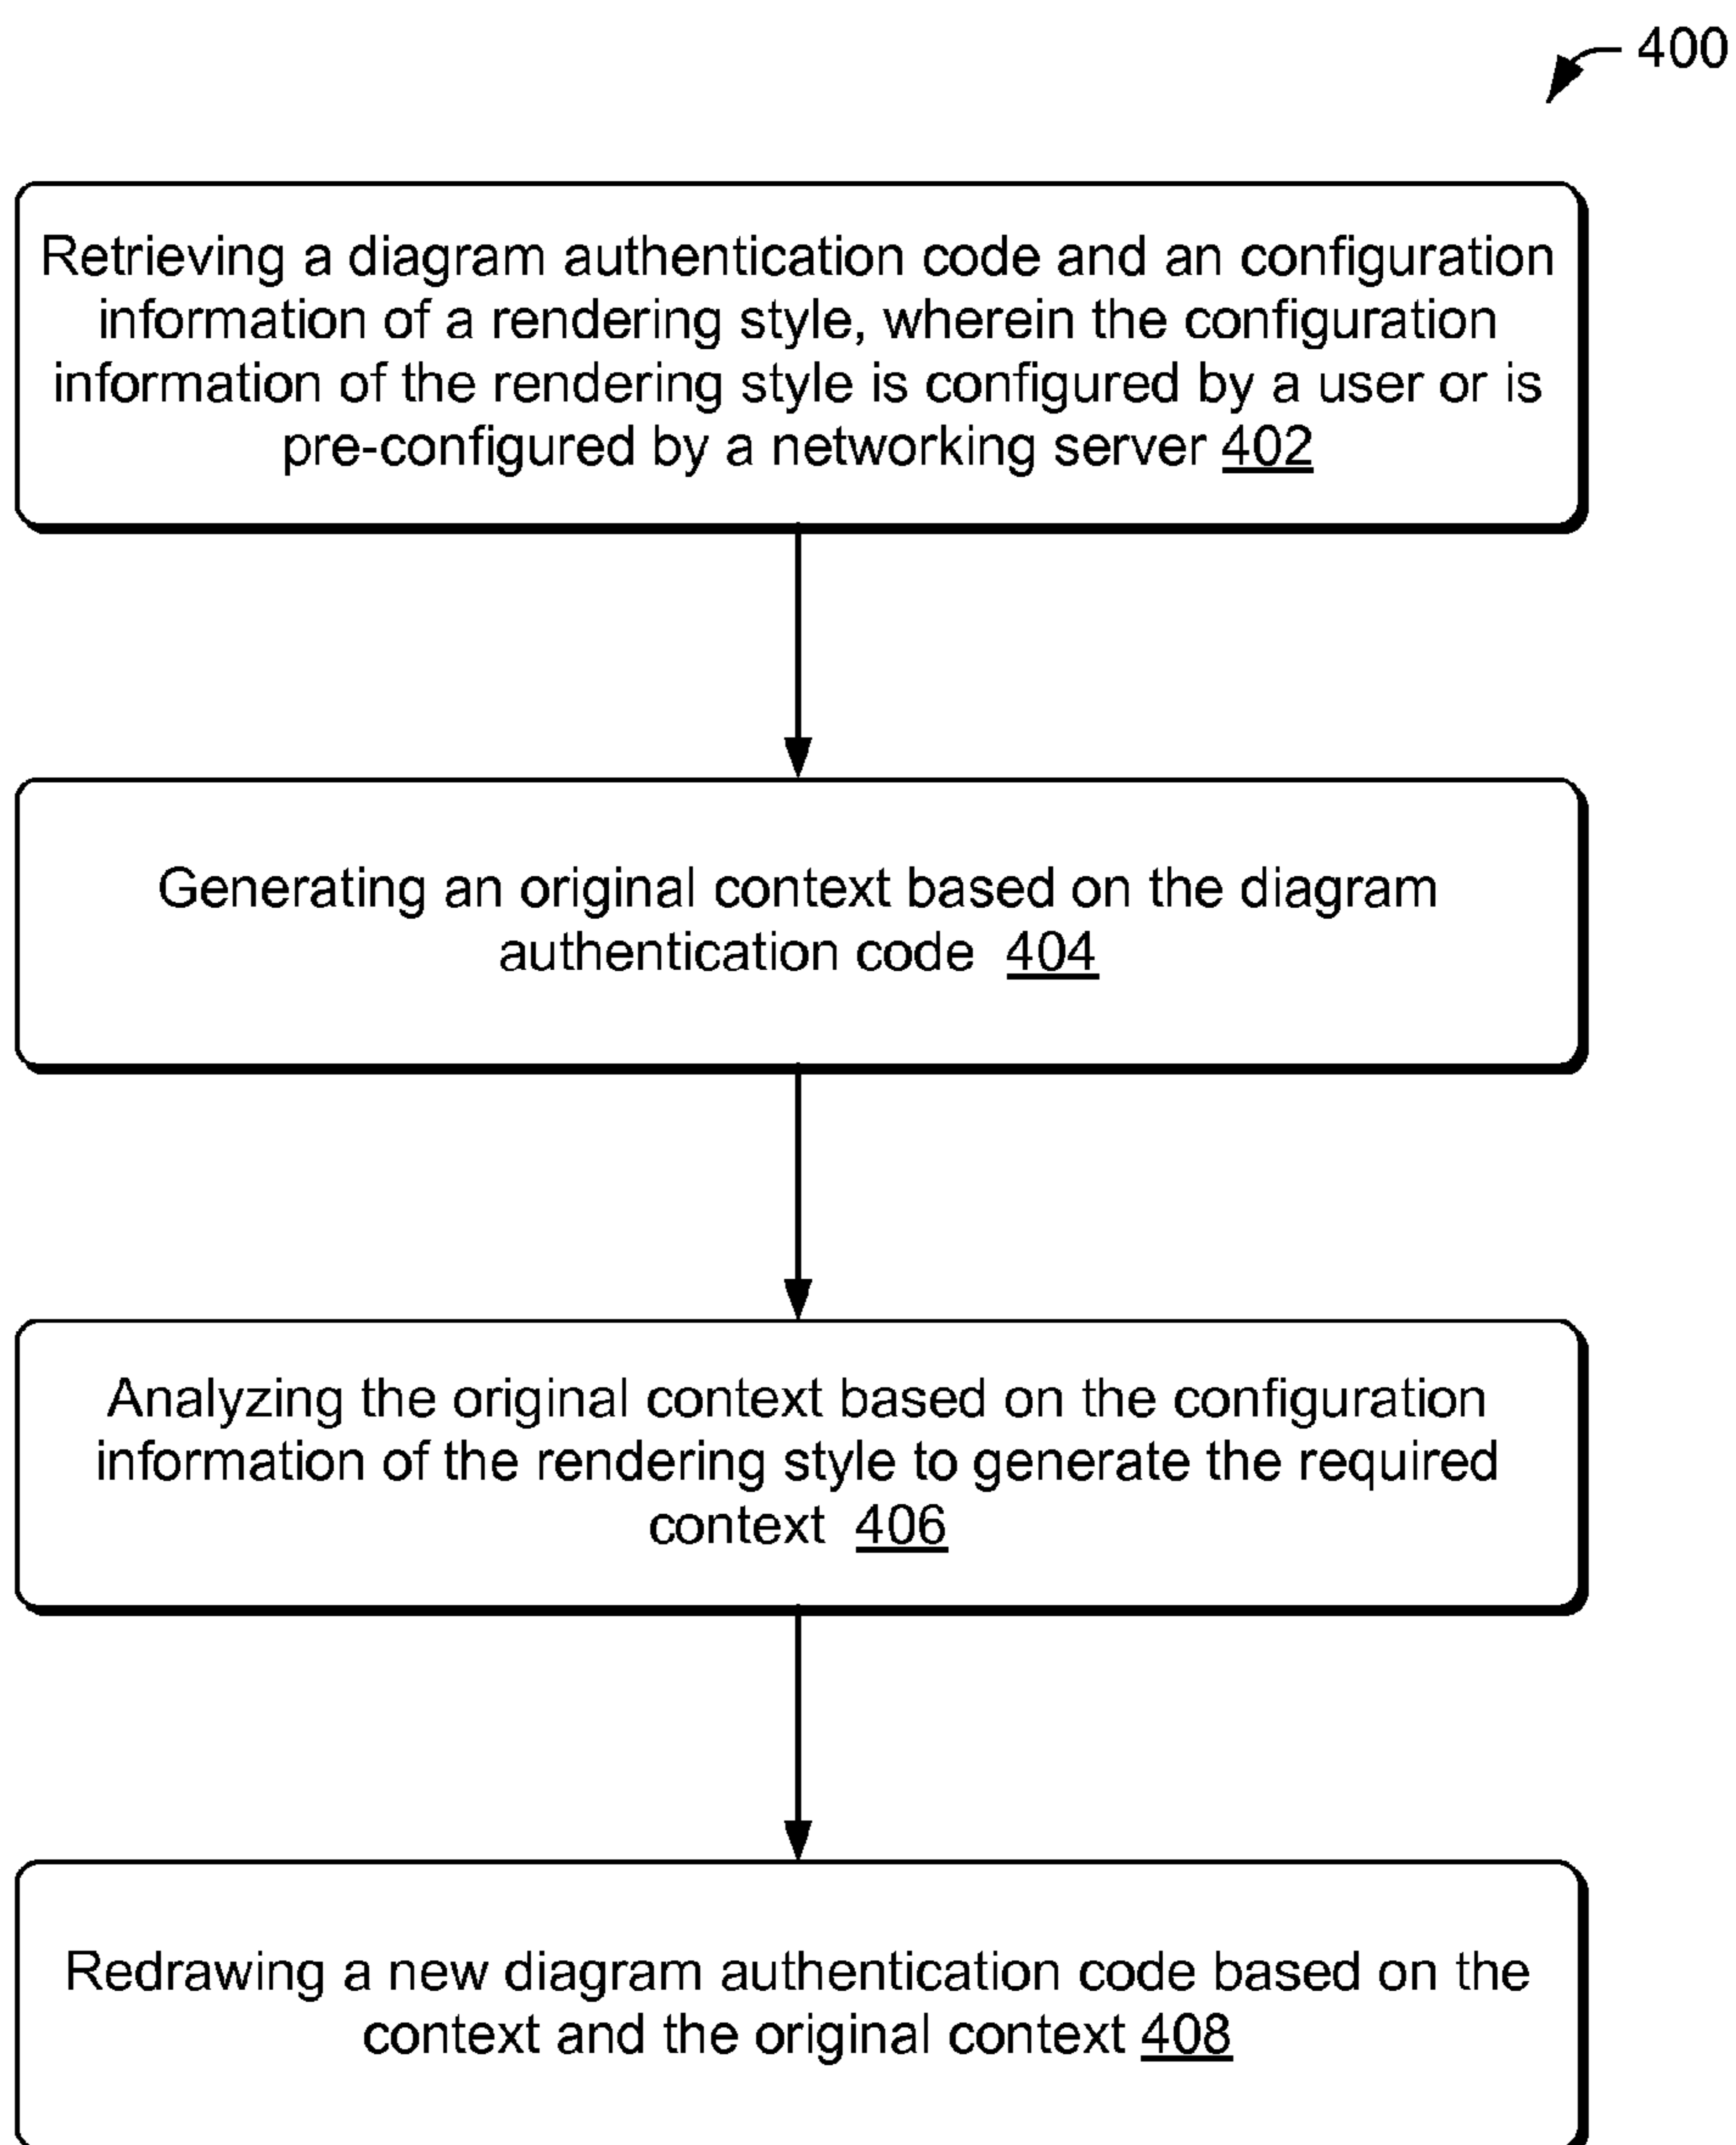 400
Retrieving a diagram authentication code and an configuration
information of a rendering style, wherein the configuration
information of the rendering style is configured by a user or is
pre-configured by a networking server 402
Generating an original context based on the diagram
authentication code 404
Analyzing the original context based on the configuration
information of the rendering style to generate the required
context 406
Redrawing a new diagram authentication code based on the
context and the original context 408